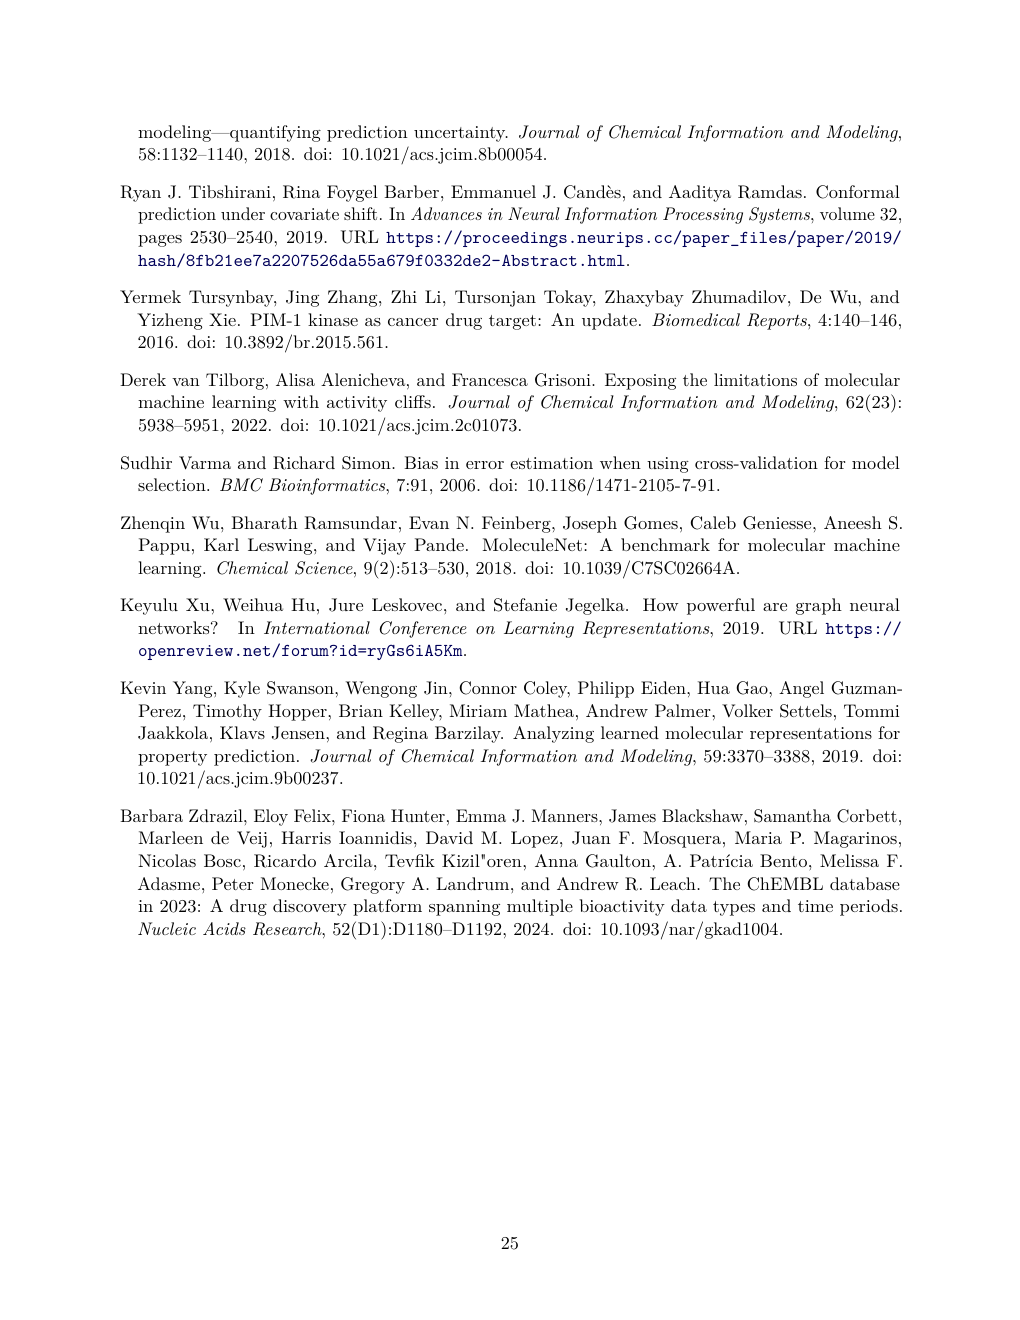 modeling—quantifying prediction uncertainty. Journal of Chemical Information and Modeling,
58:1132–1140, 2018. doi: 10.1021/acs.jcim.8b00054.
Ryan J. Tibshirani, Rina Foygel Barber, Emmanuel J. Candès, and Aaditya Ramdas. Conformal
prediction under covariate shift. In Advances in Neural Information Processing Systems, volume 32,
pages 2530–2540, 2019. URL https://proceedings.neurips.cc/paper_files/paper/2019/
hash/8fb21ee7a2207526da55a679f0332de2-Abstract.html.
Yermek Tursynbay, Jing Zhang, Zhi Li, Tursonjan Tokay, Zhaxybay Zhumadilov, De Wu, and
Yizheng Xie. PIM-1 kinase as cancer drug target: An update. Biomedical Reports, 4:140–146,
2016. doi: 10.3892/br.2015.561.
Derek van Tilborg, Alisa Alenicheva, and Francesca Grisoni. Exposing the limitations of molecular
machine learning with activity cliffs. Journal of Chemical Information and Modeling, 62(23):
5938–5951, 2022. doi: 10.1021/acs.jcim.2c01073.
Sudhir Varma and Richard Simon. Bias in error estimation when using cross-validation for model
selection. BMC Bioinformatics, 7:91, 2006. doi: 10.1186/1471-2105-7-91.
Zhenqin Wu, Bharath Ramsundar, Evan N. Feinberg, Joseph Gomes, Caleb Geniesse, Aneesh S.
Pappu, Karl Leswing, and Vijay Pande. MoleculeNet: A benchmark for molecular machine
learning. Chemical Science, 9(2):513–530, 2018. doi: 10.1039/C7SC02664A.
Keyulu Xu, Weihua Hu, Jure Leskovec, and Stefanie Jegelka. How powerful are graph neural
networks? In International Conference on Learning Representations, 2019. URL https://
openreview.net/forum?id=ryGs6iA5Km.
Kevin Yang, Kyle Swanson, Wengong Jin, Connor Coley, Philipp Eiden, Hua Gao, Angel Guzman-
Perez, Timothy Hopper, Brian Kelley, Miriam Mathea, Andrew Palmer, Volker Settels, Tommi
Jaakkola, Klavs Jensen, and Regina Barzilay. Analyzing learned molecular representations for
property prediction. Journal of Chemical Information and Modeling, 59:3370–3388, 2019. doi:
10.1021/acs.jcim.9b00237.
Barbara Zdrazil, Eloy Felix, Fiona Hunter, Emma J. Manners, James Blackshaw, Samantha Corbett,
Marleen de Veij, Harris Ioannidis, David M. Lopez, Juan F. Mosquera, Maria P. Magarinos,
Nicolas Bosc, Ricardo Arcila, Tevfik Kizil"oren, Anna Gaulton, A. Patrícia Bento, Melissa F.
Adasme, Peter Monecke, Gregory A. Landrum, and Andrew R. Leach. The ChEMBL database
in 2023: A drug discovery platform spanning multiple bioactivity data types and time periods.
Nucleic Acids Research, 52(D1):D1180–D1192, 2024. doi: 10.1093/nar/gkad1004.
25